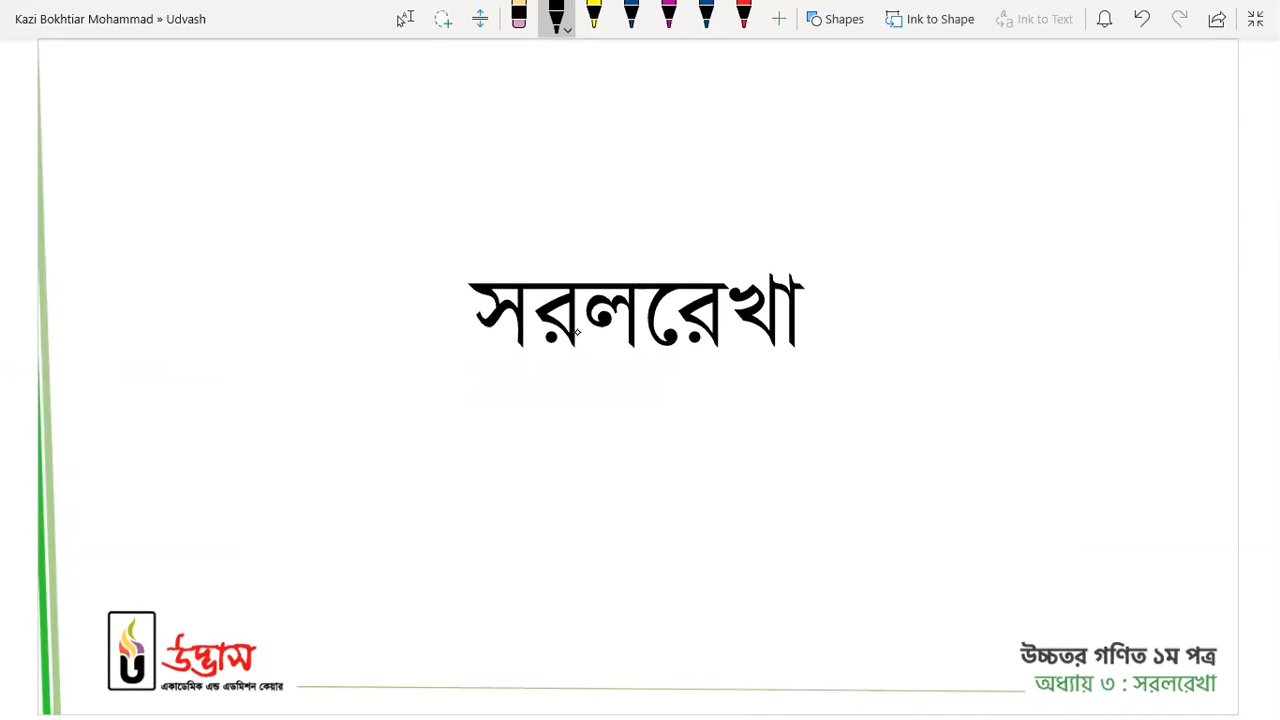 Kazi Bokhtiar Mohammad » Udvash
Shapes
Ink to Shape
Ink to Text
সরলরেখা
উদ্ভাস
একাডেমিক এন্ড এডমিশন কেয়ার
উচ্চতর গণিত ১ম পত্র
অধ্যায় ৩ : সরলরেখা